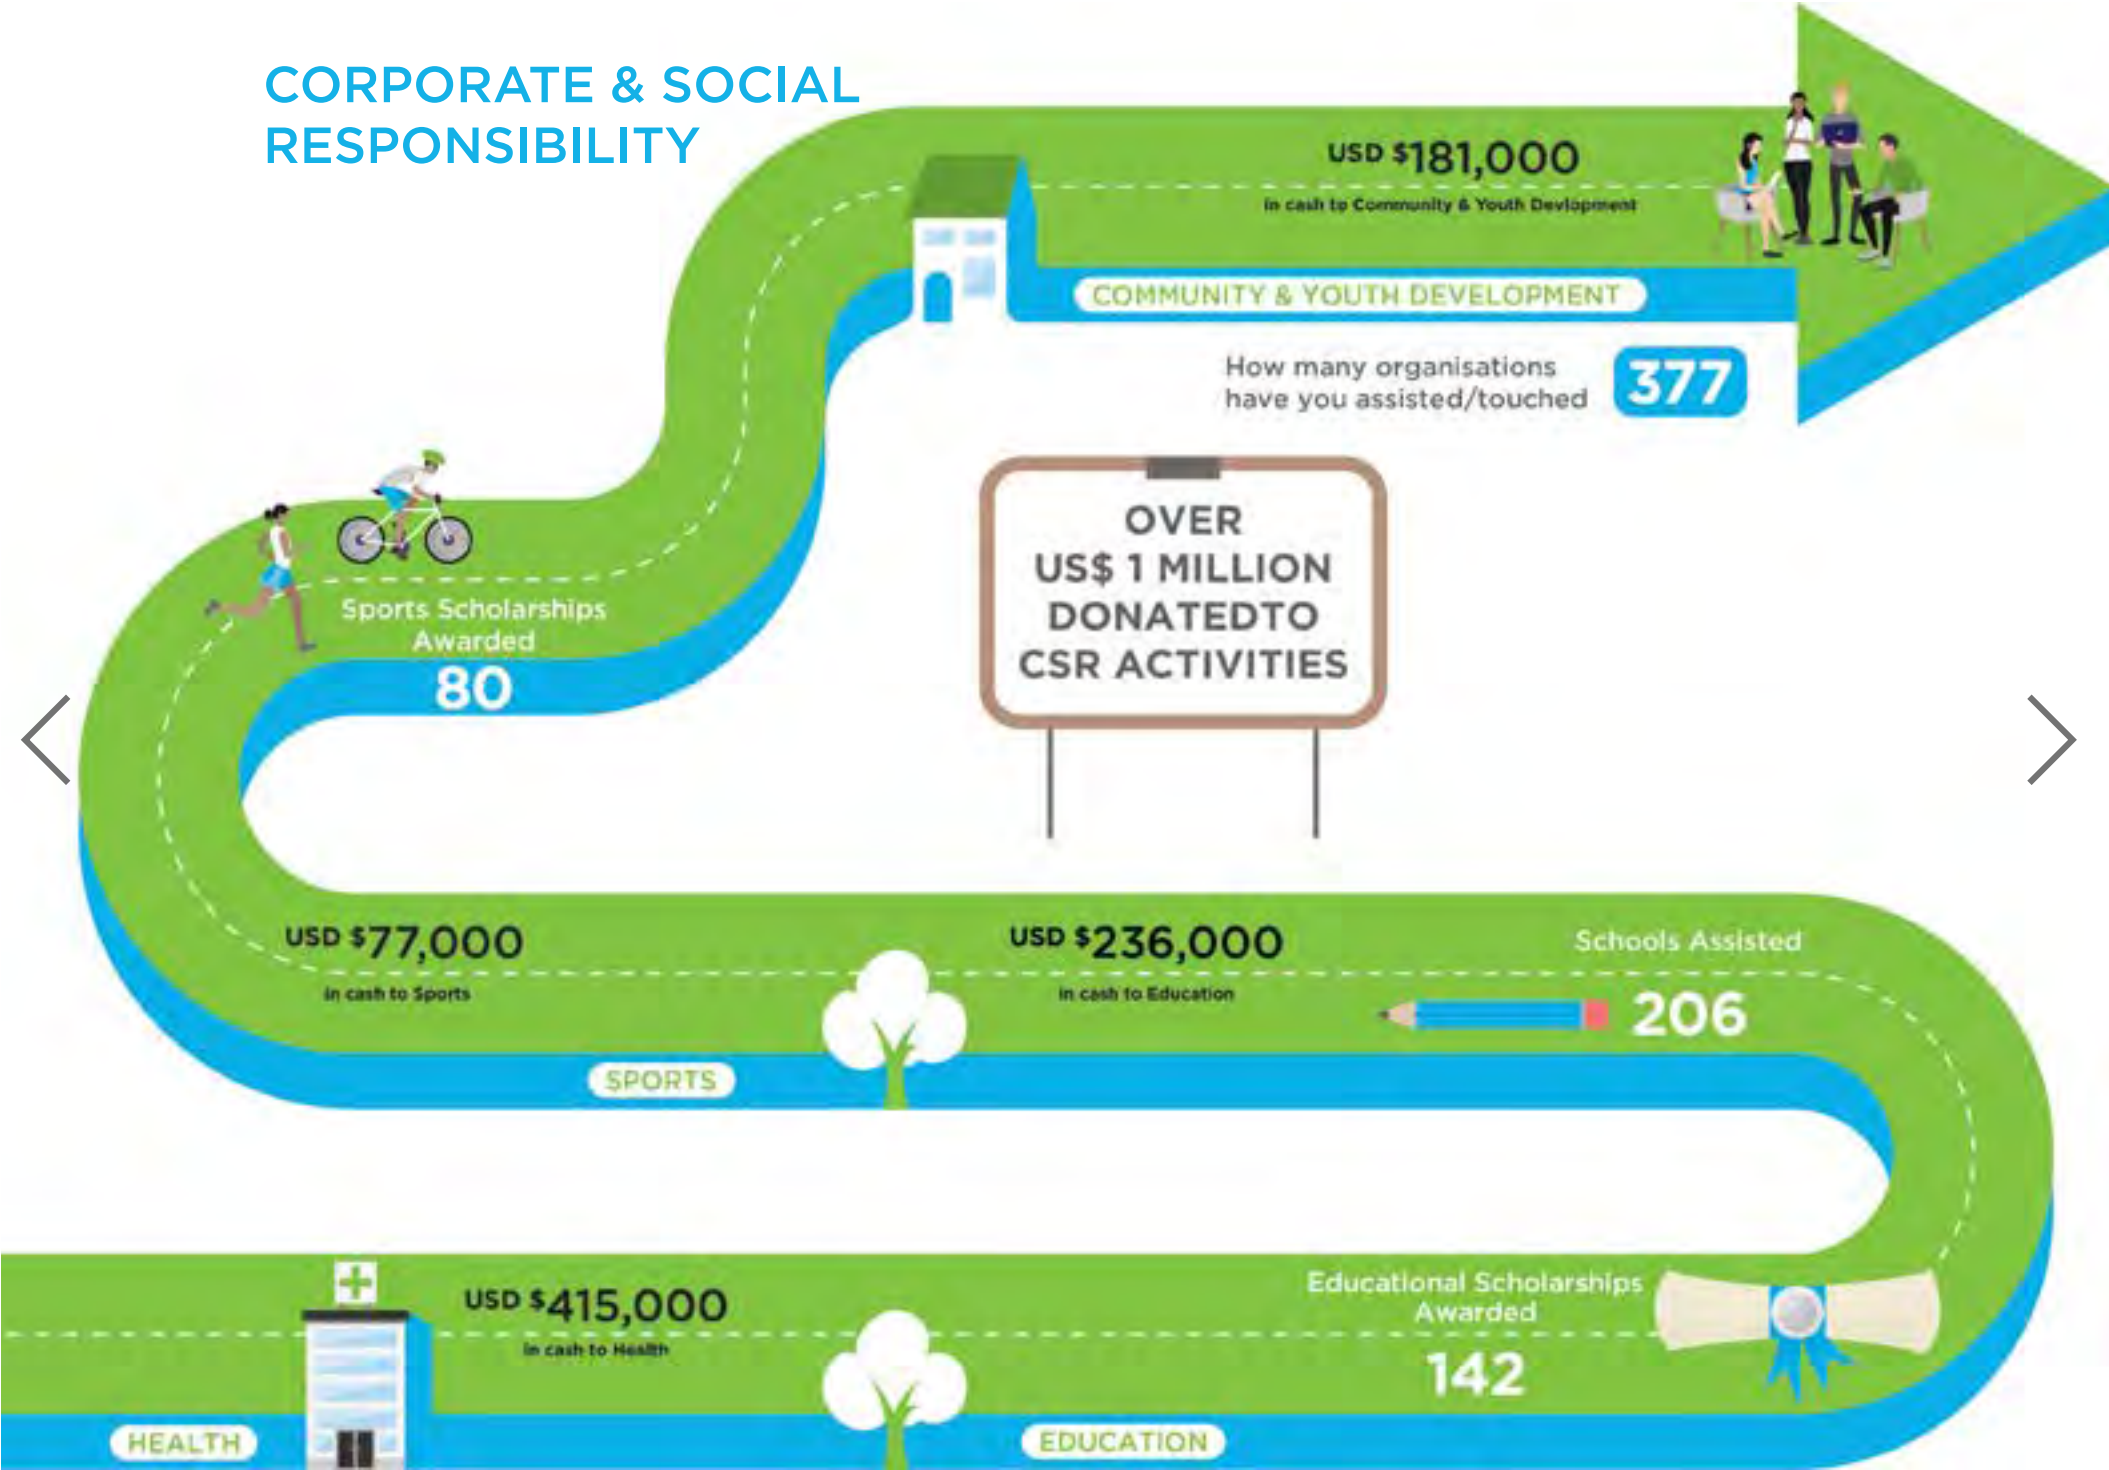 CORPORATE & SOCIAL
RESPONSIBILITY
USD $181,000
in cash to Community & Youth Devlopment
COMMUNITY & YOUTH DEVELOPMENT
How many organisations
have you assisted/touched
377
OVER
US$ 1 MILLION
DONATEDTO
CSR ACTIVITIES
Sports Scholarships
Awarded
80
USD $77,000
in cash to Sports
SPORTS
USD $236,000
in cash to Education
Schools Assisted
206
USD $415,000
in cash to Health
HEALTH
Educational Scholarships
Awarded
142
EDUCATION